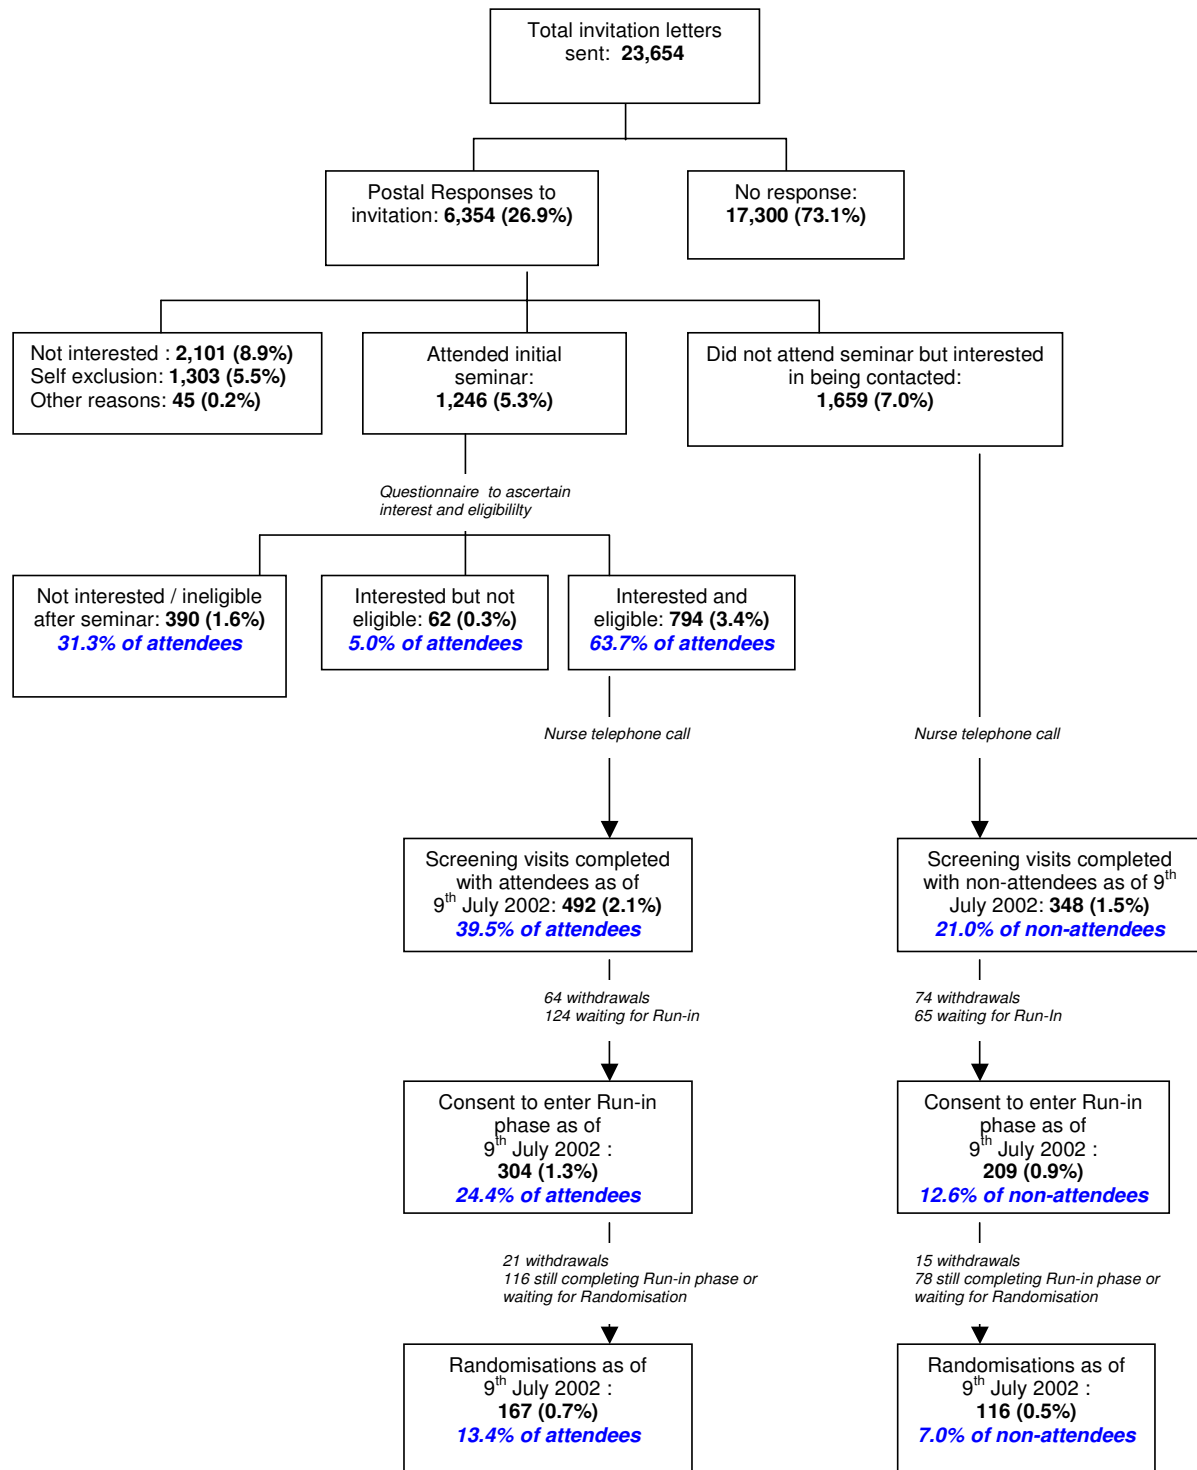 Total invitation letters
sent: 23,654
Postal Responses to
invitation: 6,354 (26.9%)
No response:
17,300 (73.1%)
Not interested : 2,101 (8.9%)
Self exclusion: 1,303 (5.5%)
Other reasons: 45 (0.2%)
Attended initial
seminar:
1,246 (5.3%)
Did not attend seminar but interested
in being contacted:
1,659 (7.0%)
Questionnaire to ascertain
interest and eligibililty
Not interested / ineligible
after seminar: 390 (1.6%)
31.3% of attendees
Interested but not
eligible: 62 (0.3%)
5.0% of attendees
Interested and
eligible: 794 (3.4%)
63.7% of attendees
Nurse telephone call
Nurse telephone call
Screening visits completed
with attendees as of
9th July 2002: 492 (2.1%)
39.5% of attendees
Screening visits completed
with non-attendees as of 9th
July 2002: 348 (1.5%)
21.0% of non-attendees
64 withdrawals
124 waiting for Run-in
74 withdrawals
65 waiting for Run-In
Consent to enter Run-in
phase as of
9th July 2002 :
304 (1.3%)
24.4% of attendees
Consent to enter Run-in
phase as of
9th July 2002 :
209 (0.9%)
12.6% of non-attendees
21 withdrawals
116 still completing Run-in phase or
waiting for Randomisation
15 withdrawals
78 still completing Run-in phase or
waiting for Randomisation
Randomisations as of
9th July 2002 :
167 (0.7%)
13.4% of attendees
Randomisations as of
9th July 2002 :
116 (0.5%)
7.0% of non-attendees